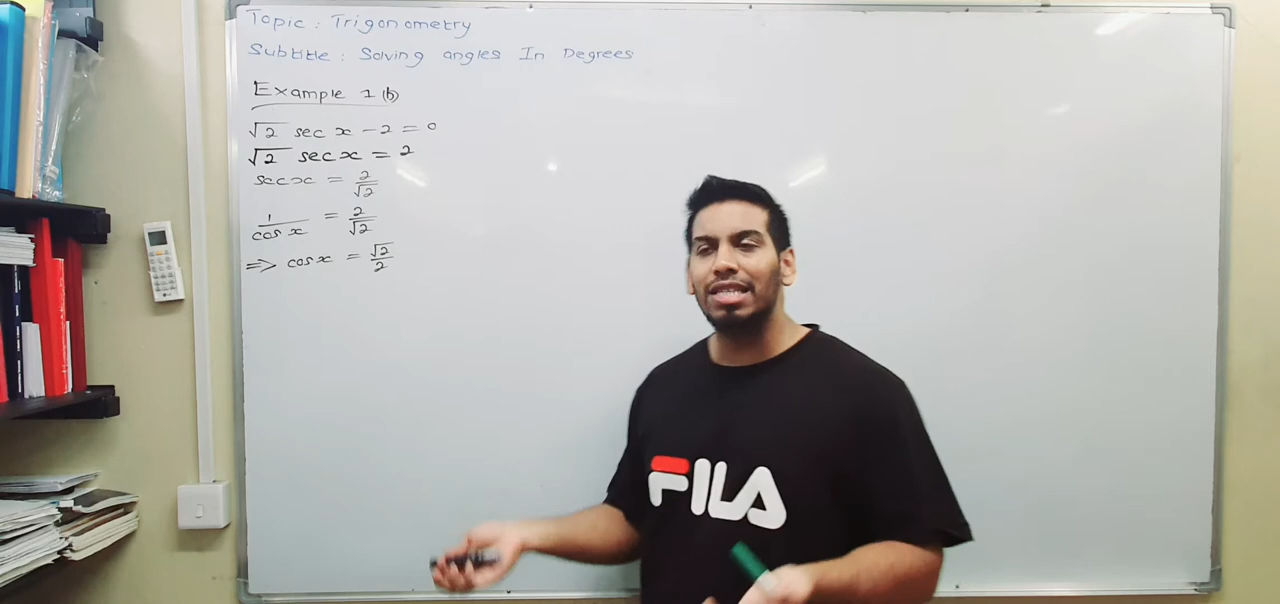 Topic : Trigonometry
Subtitle : Solving angles In Degrees
Example 1 (b)
√2 sec x - 2 = 0
√2 sec x = 2
sec x = 2/√2
1/cos x = 2/√2
=> cos x = √2/2
FILA
LG